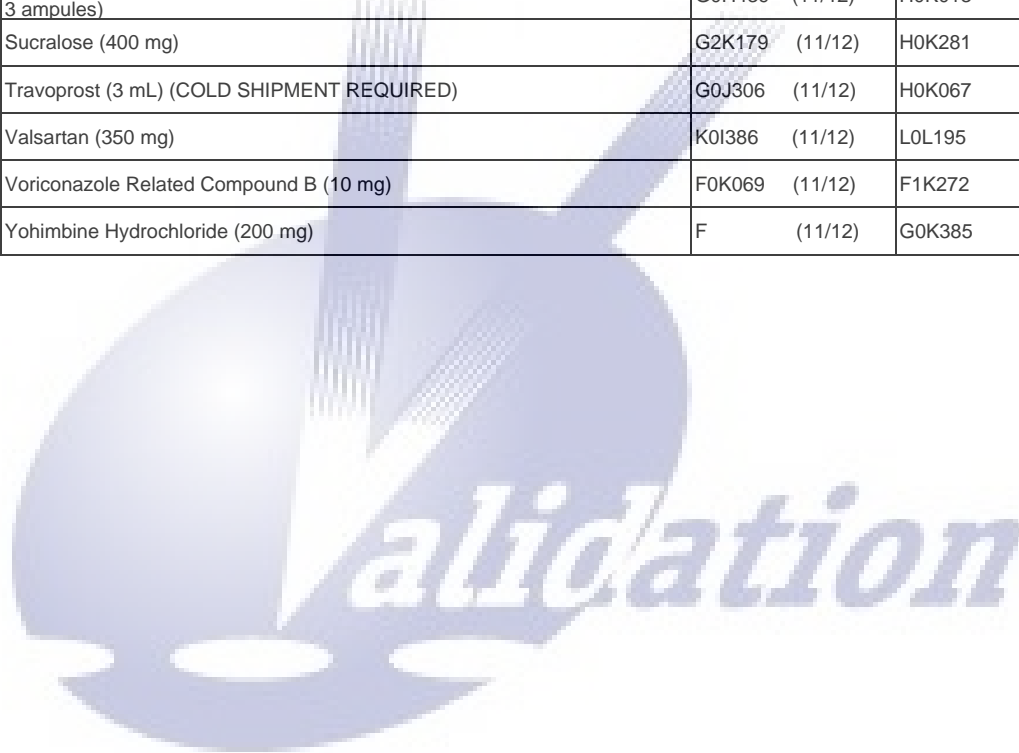 3 ampules)
Sucralose (400 mg) G2K179 (11/12) H0K281
Travoprost (3 mL) (COLD SHIPMENT REQUIRED) G0J306 (11/12) H0K067
Valsartan (350 mg) K0I386 (11/12) L0L195
Voriconazole Related Compound B (10 mg) F0K069 (11/12) F1K272
Yohimbine Hydrochloride (200 mg) F (11/12) G0K385
Validation